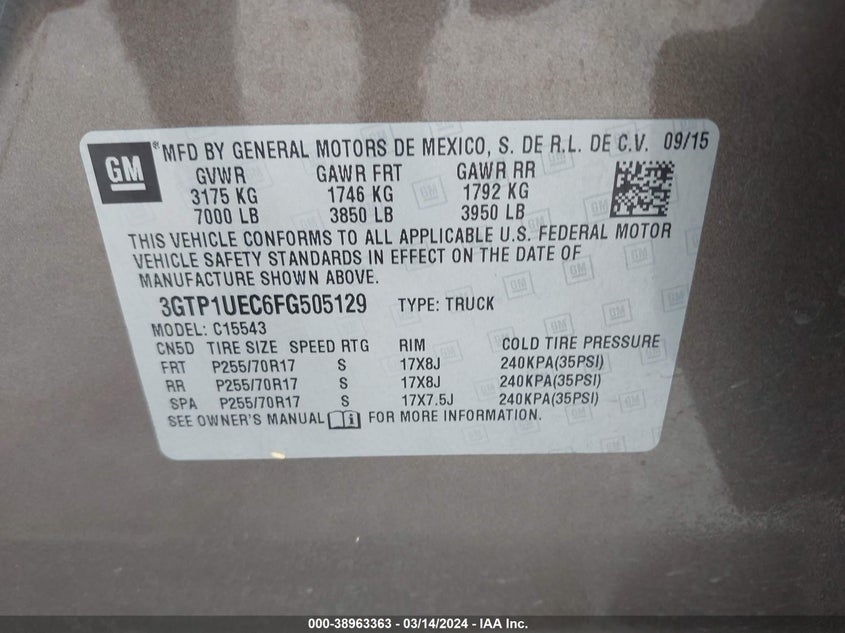 GM ® MFD BY GENERAL MOTORS DE MEXICO, S. DE R.L. DE C.V. 09/15
GVWR GAWR FRT GAWR RR
3175 KG 1746 KG 1792 KG
7000 LB 3850 LB 3950 LB
THIS VEHICLE CONFORMS TO ALL APPLICABLE U.S. FEDERAL MOTOR
VEHICLE SAFETY STANDARDS IN EFFECT ON THE DATE OF
MANUFACTURE SHOWN ABOVE.
3GTP1UEC6FG505129 TYPE: TRUCK
MODEL: C15543
CN5D TIRE SIZE SPEED RTG RIM COLD TIRE PRESSURE
FRT P255/70R17 S 17X8J 240KPA(35PSI)
RR P255/70R17 S 17X8J 240KPA(35PSI)
SPA P255/70R17 S 17X7.5J 240KPA(35PSI)
SEE OWNER'S MANUAL FOR MORE INFORMATION.
000-38963363 - 03/14/2024 - IAA Inc.